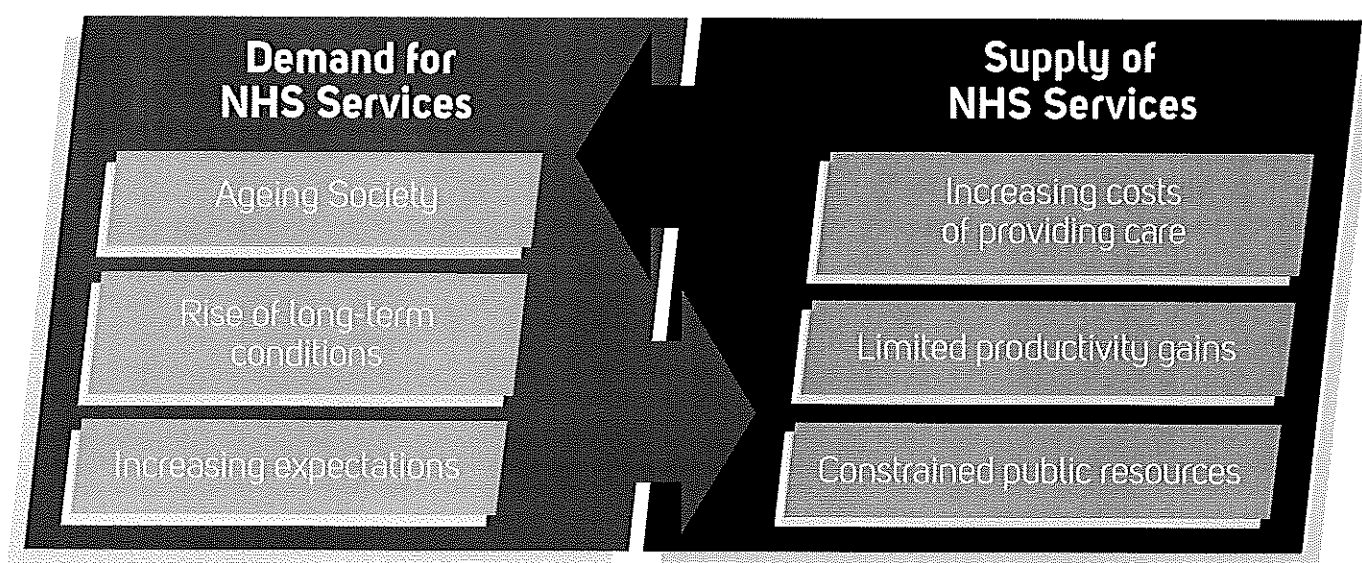 Demand for
NHS Services
Ageing Society
Rise of long-term
conditions
Increasing expectations
Supply of
NHS Services
Increasing costs
of providing care
Limited productivity gains
Constrained public resources